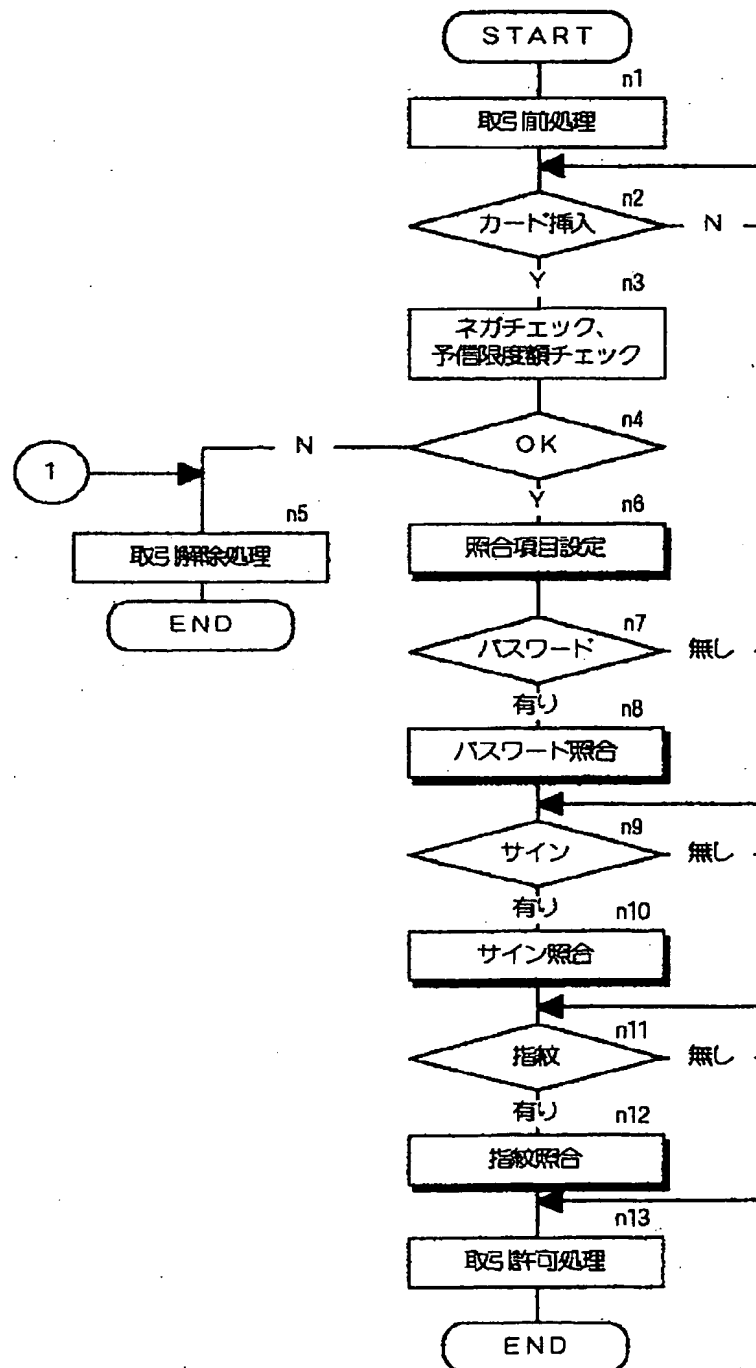 START
n1
取引前処理
n2
カード挿入
N
Y
n3
ネガチェック、
予信限度額チェック
n4
OK
N
Y
1
n5
取引解除処理
END
n6
照合項目設定
n7
パスワード
無し
有り
n8
パスワード照合
n9
サイン
無し
有り
n10
サイン照合
n11
指紋
無し
有り
n12
指紋照合
n13
取引許可処理
END